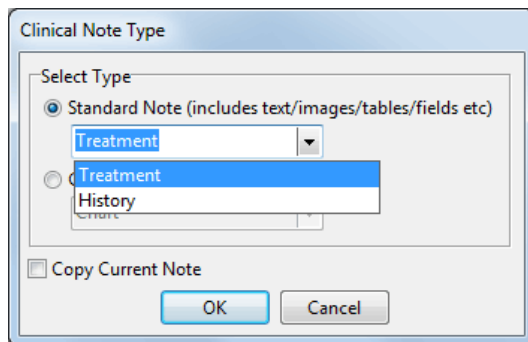 Clinical Note Type
Select Type
Standard Note (includes text/images/tables/fields etc)
Treatment
Treatment
History
Chart
Copy Current Note
OK
Cancel